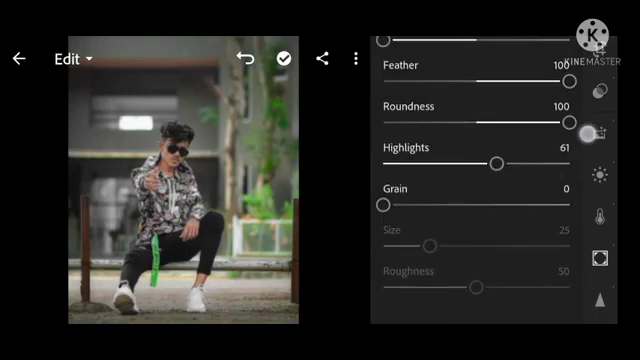 Edit
K
KINEMASTER
Feather 100
Roundness 100
Highlights 61
Grain 0
Size 25
Roughness 50